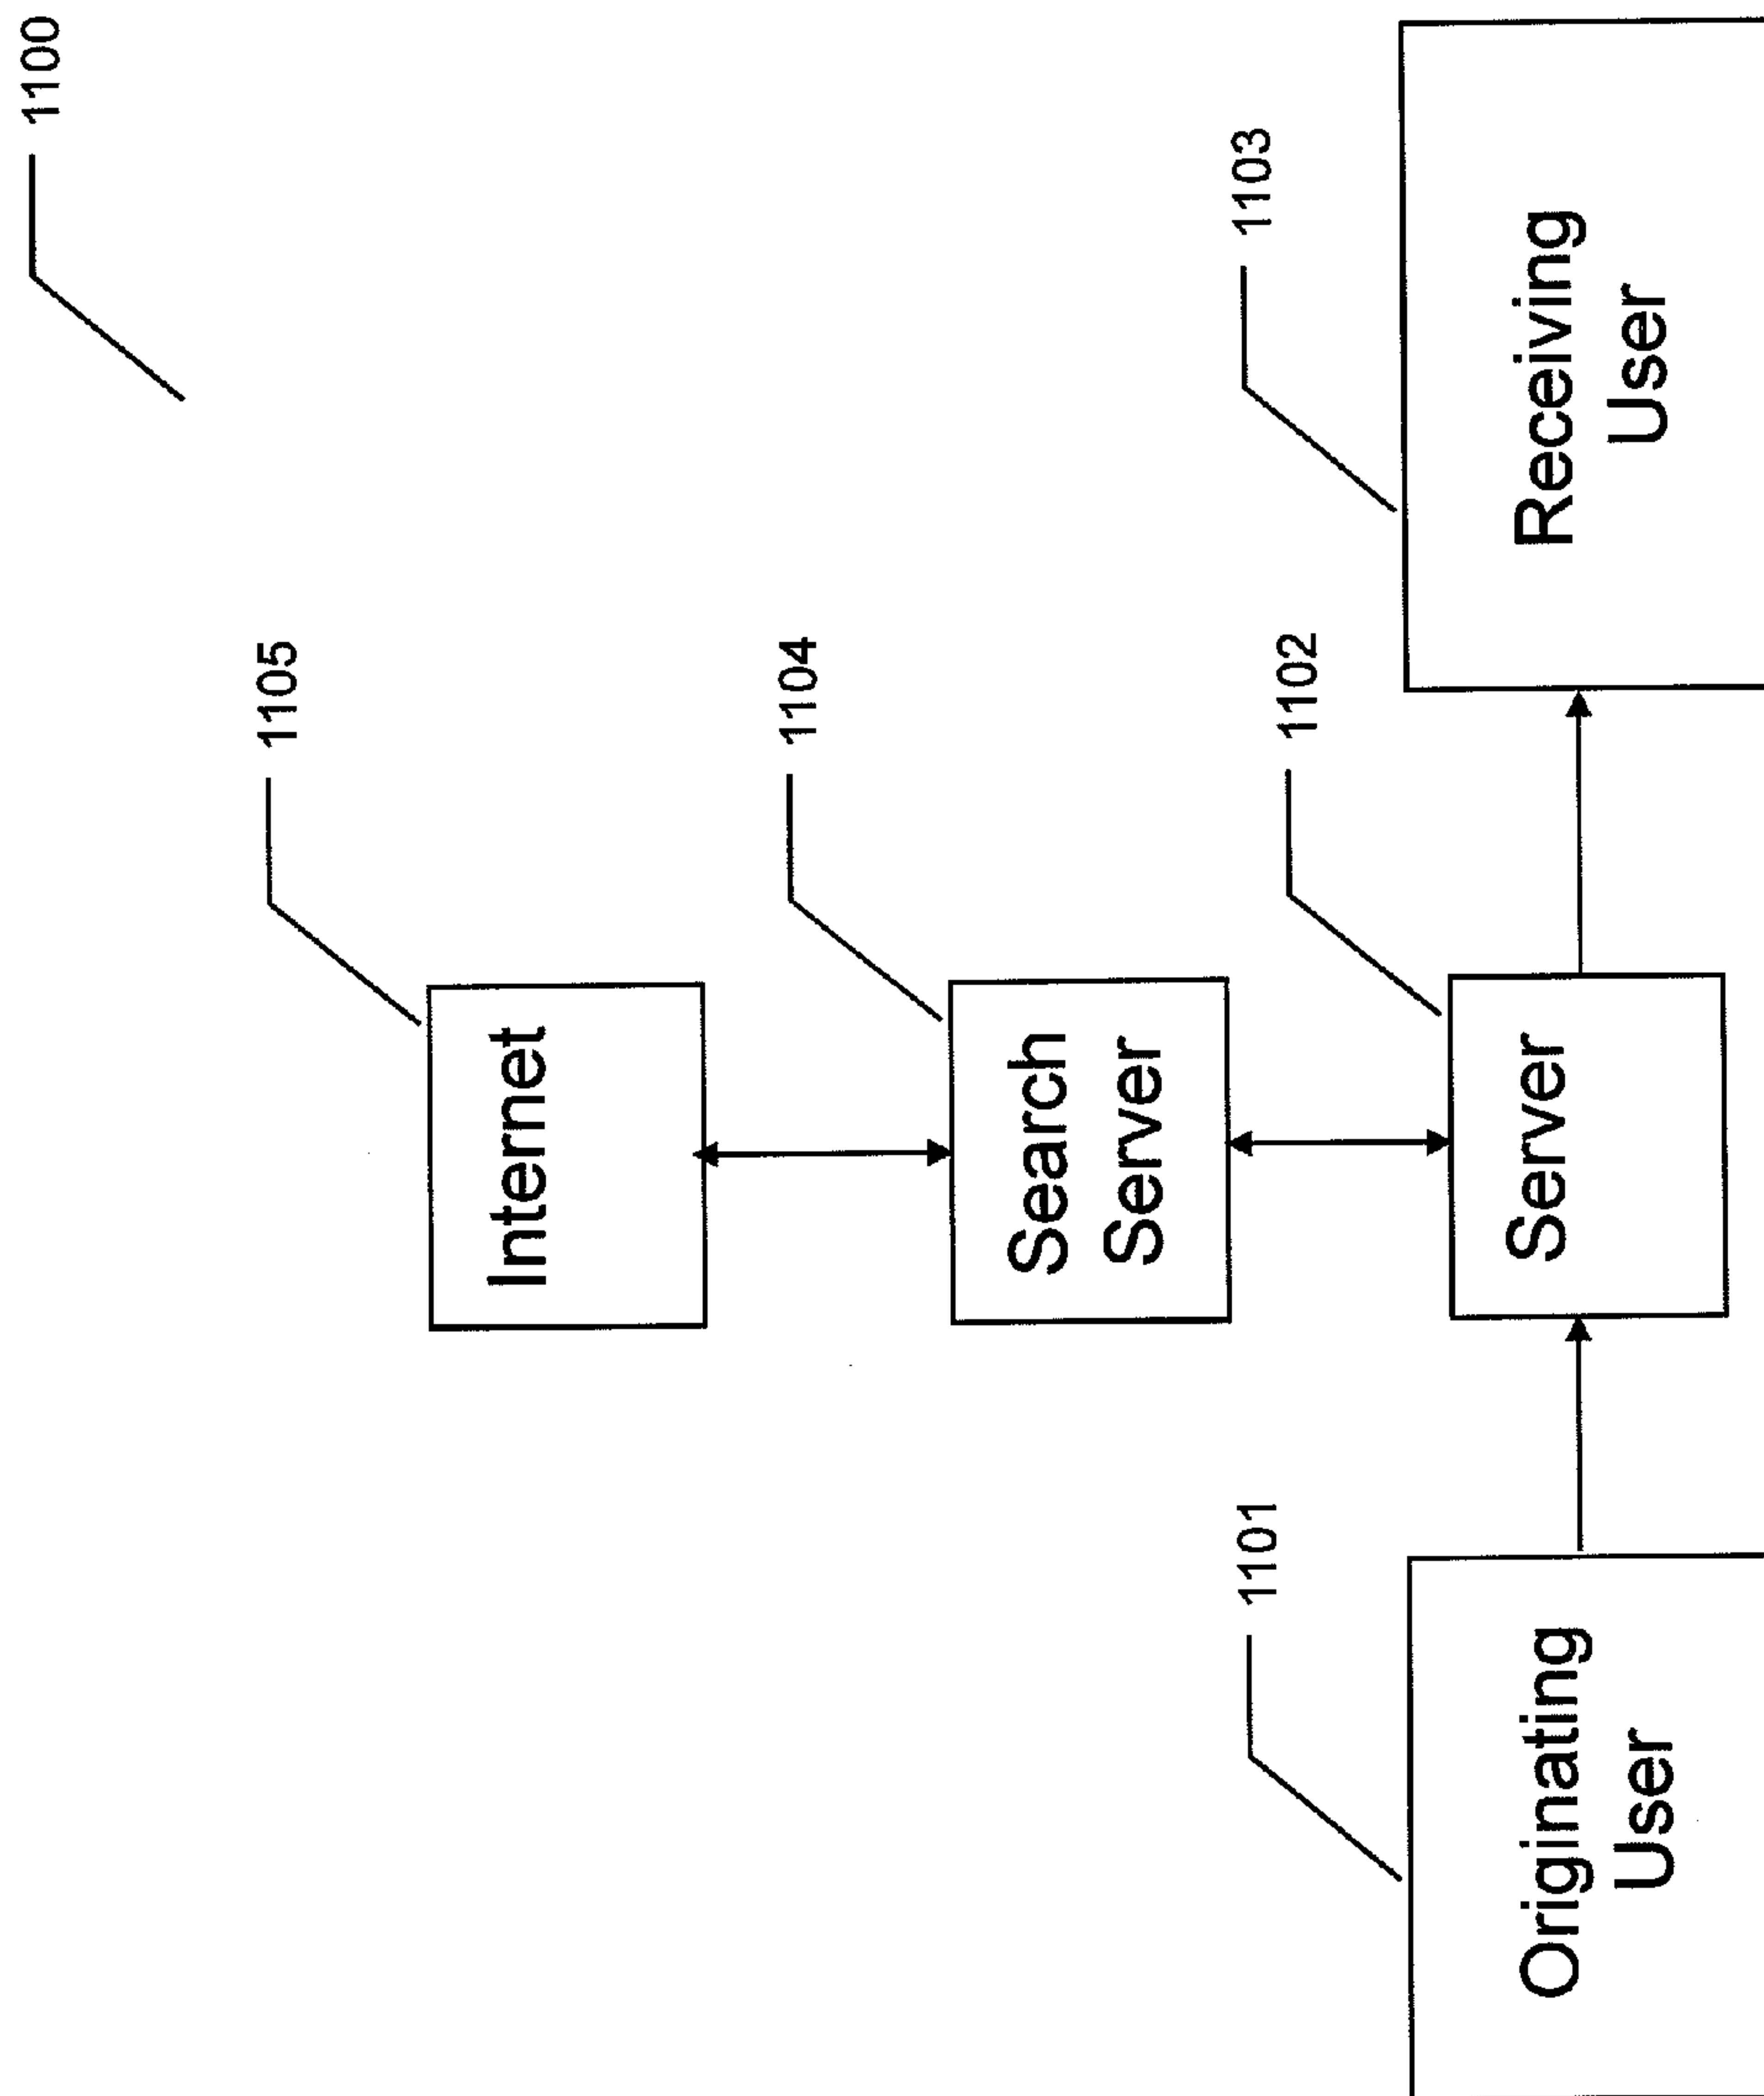 1100
1105
Internet
1104
Search
Server
1103
1102
1101
Originating
User
Server
Receiving
User